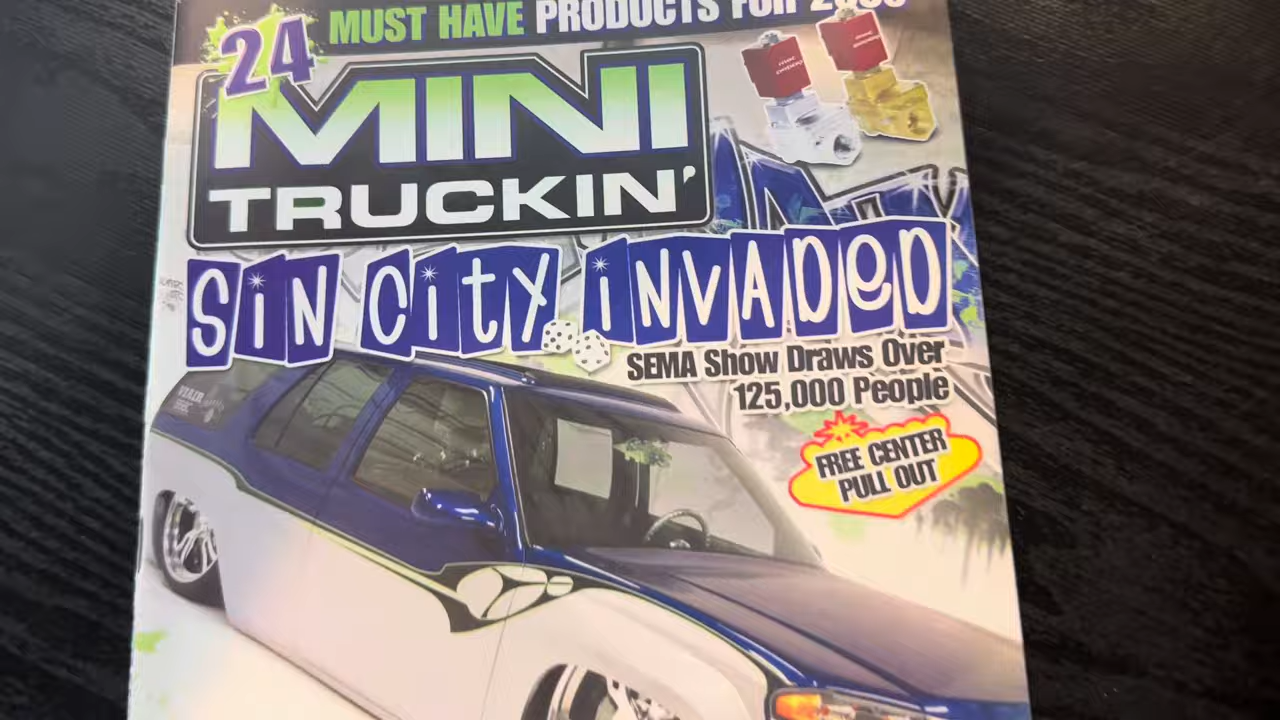 24 MUST HAVE PRODUCTS FOR
MINI
TRUCKIN'
SiN City iNVADeD
SEMA Show Draws Over
125,000 People
FREE CENTER
PULL OUT
VIAIR